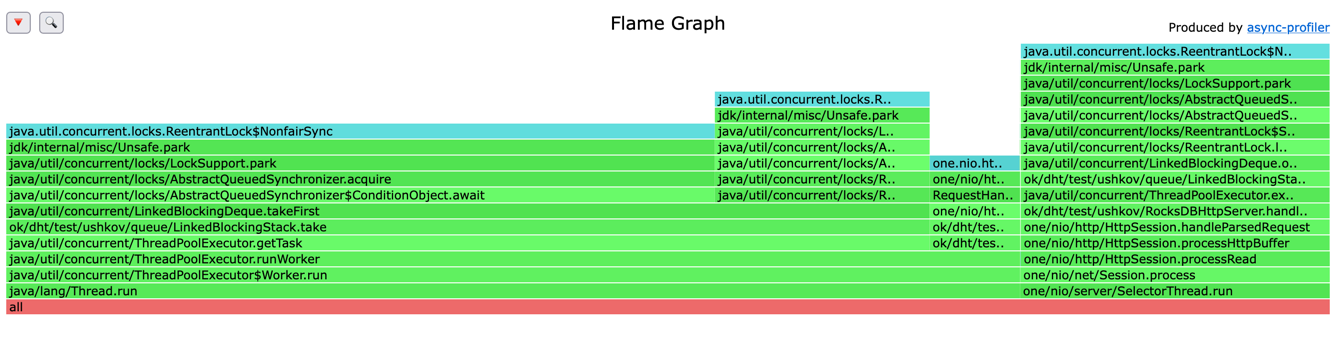 Flame Graph
Produced by async-profiler
java.util.concurrent.locks.ReentrantLock$N..
jdk/internal/misc/Unsafe.park
java/util/concurrent/locks/LockSupport.park
java.util.concurrent.locks.R.. java/util/concurrent/locks/AbstractQueuedS..
jdk/internal/misc/Unsafe.park java/util/concurrent/locks/AbstractQueuedS..
java.util.concurrent.locks.ReentrantLock$NonfairSync java/util/concurrent/locks/L.. java/util/concurrent/locks/ReentrantLock$S..
jdk/internal/misc/Unsafe.park java/util/concurrent/locks/A.. java/util/concurrent/locks/ReentrantLock.l..
java/util/concurrent/locks/LockSupport.park java/util/concurrent/locks/A.. one.nio.ht.. java/util/concurrent/LinkedBlockingDeque.o..
java/util/concurrent/locks/AbstractQueuedSynchronizer.acquire java/util/concurrent/locks/R.. one/nio/ht.. ok/dht/test/ushkov/queue/LinkedBlockingSta..
java/util/concurrent/locks/AbstractQueuedSynchronizer$ConditionObject.await java/util/concurrent/locks/R.. RequestHan.. java/util/concurrent/ThreadPoolExecutor.ex..
java/util/concurrent/LinkedBlockingDeque.takeFirst one/nio/ht.. ok/dht/test/ushkov/RocksDBHttpServer.handl..
ok/dht/test/ushkov/queue/LinkedBlockingStack.take ok/dht/tes.. one/nio/http/HttpSession.handleParsedRequest
java/util/concurrent/ThreadPoolExecutor.getTask ok/dht/tes.. one/nio/http/HttpSession.processHttpBuffer
java/util/concurrent/ThreadPoolExecutor.runWorker one/nio/http/HttpSession.processRead
java/util/concurrent/ThreadPoolExecutor$Worker.run one/nio/net/Session.process
java/lang/Thread.run one/nio/server/SelectorThread.run
all